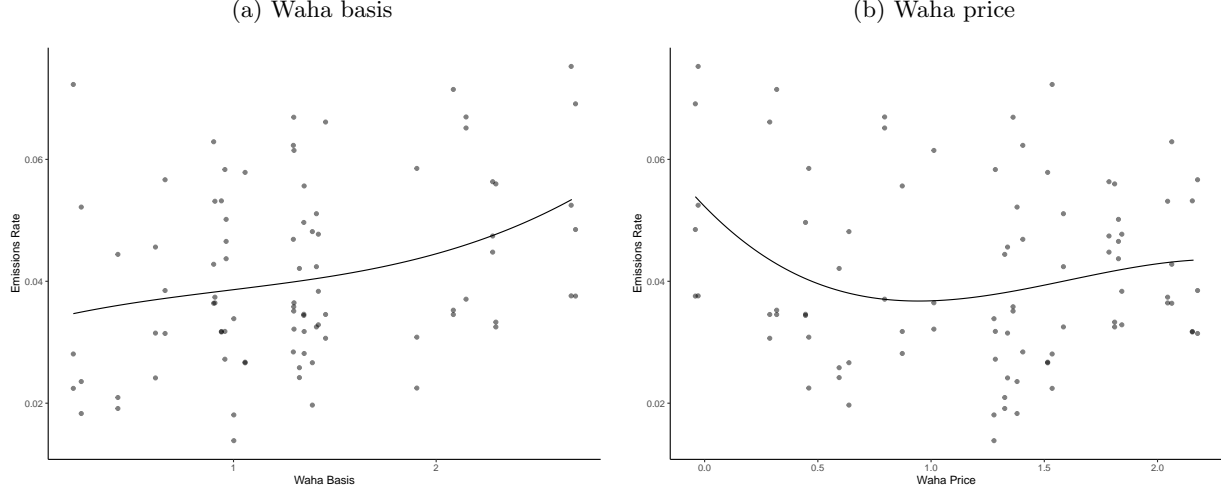 (a) Waha basis
(b) Waha price
Emissions Rate
0.06
0.04
0.02
1
2
Waha Basis
Emissions Rate
0.06
0.04
0.02
0.0
0.5
1.0
1.5
2.0
Waha Price